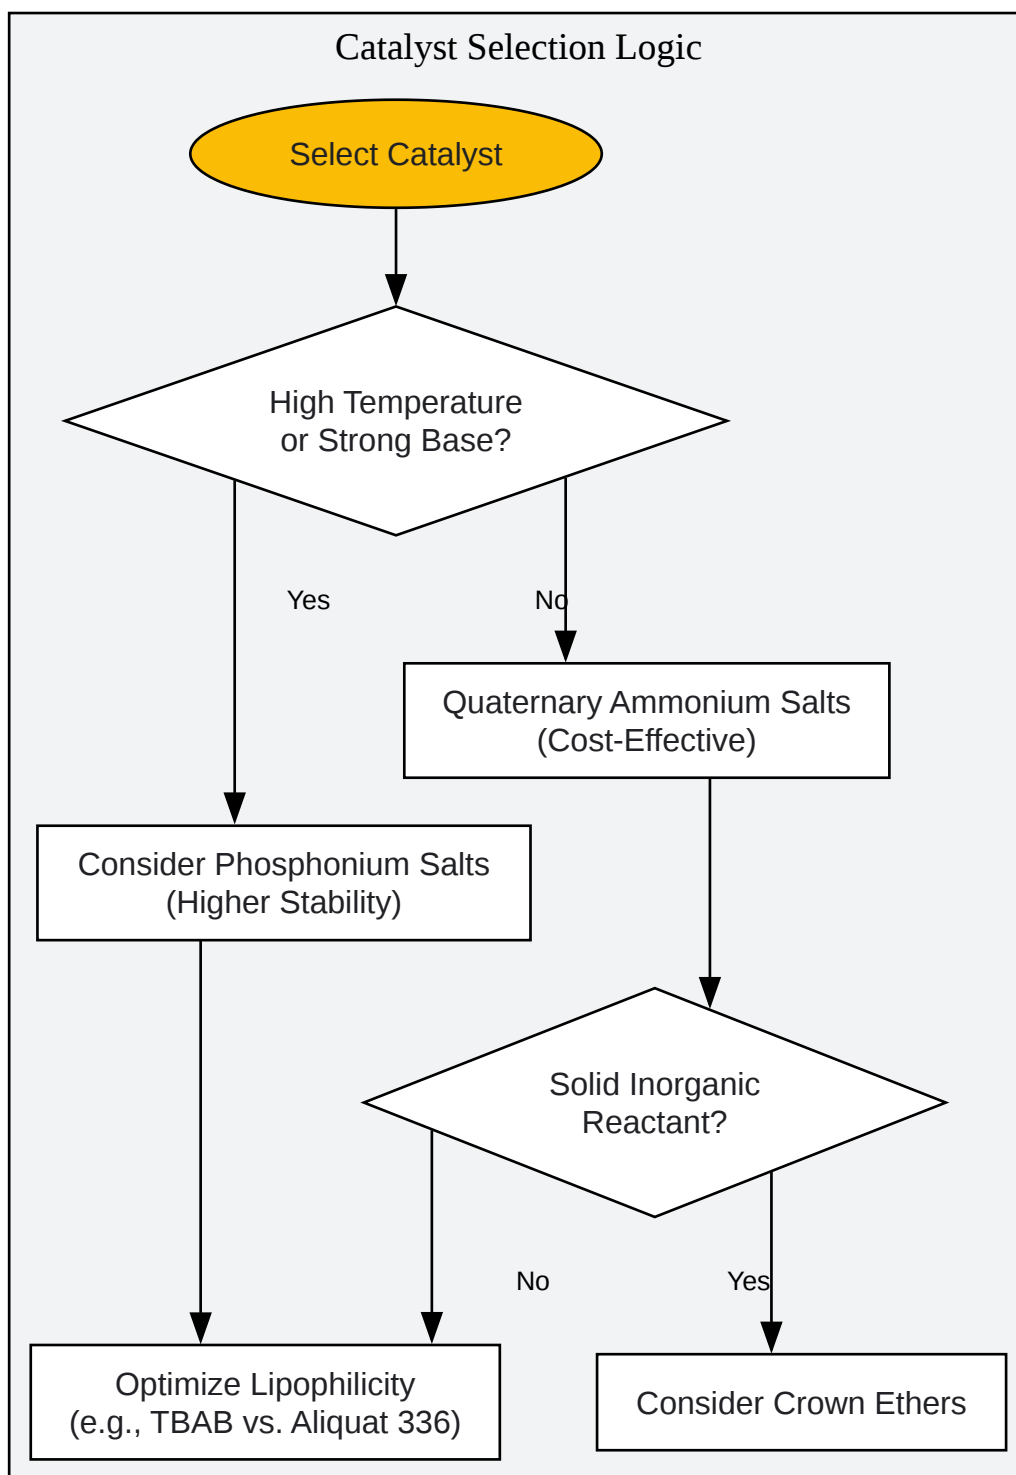 Catalyst Selection Logic
Select Catalyst
High Temperature
or Strong Base?
Yes
No
Quaternary Ammonium Salts
(Cost-Effective)
Consider Phosphonium Salts
(Higher Stability)
Solid Inorganic
Reactant?
No
Yes
Optimize Lipophilicity
(e.g., TBAB vs. Aliquat 336)
Consider Crown Ethers